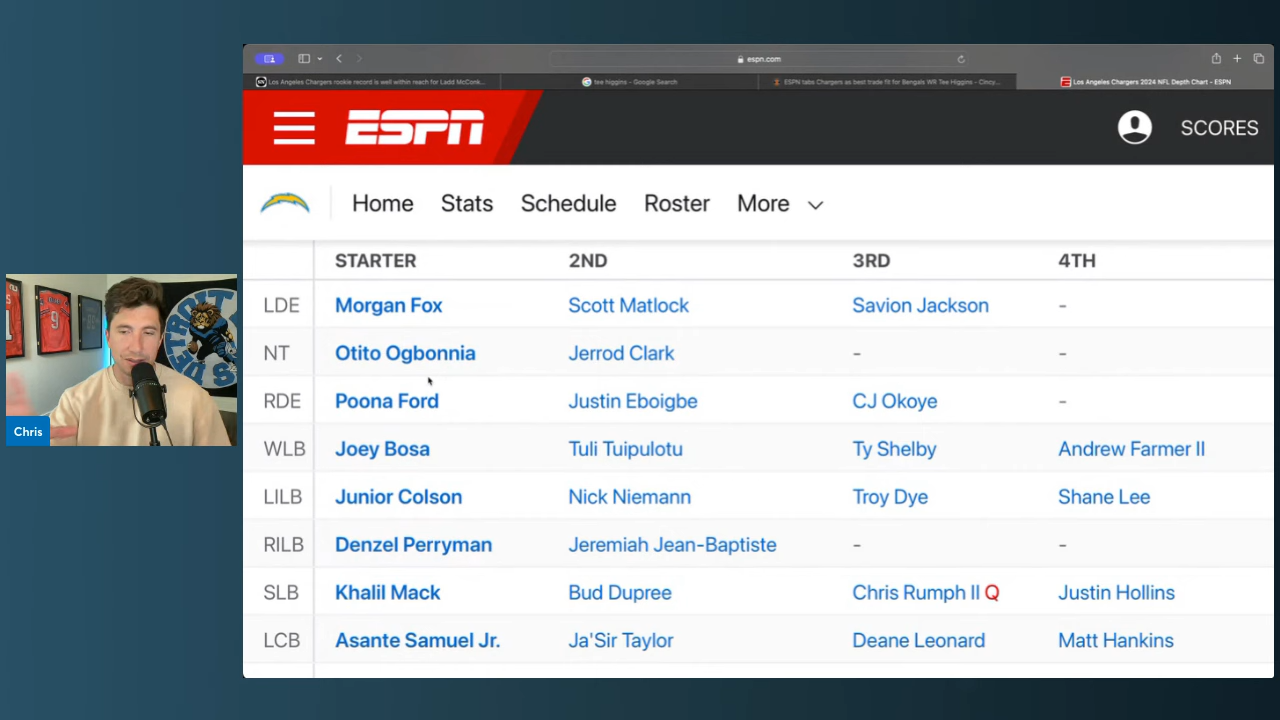 espn.com
Los Angeles Chargers rookie record is well within reach for Ladd McConk...
tee higgins - Google Search
ESPN tabs Chargers as best trade fit for Bengals WR Tee Higgins - Cincy...
Los Angeles Chargers 2024 NFL Depth Chart - ESPN
ESPN
SCORES
Home Stats Schedule Roster More
STARTER 2ND 3RD 4TH
LDE Morgan Fox Scott Matlock Savion Jackson -
NT Otito Ogbonnia Jerrod Clark - -
RDE Poona Ford Justin Eboigbe CJ Okoye -
WLB Joey Bosa Tuli Tuipulotu Ty Shelby Andrew Farmer II
LILB Junior Colson Nick Niemann Troy Dye Shane Lee
RILB Denzel Perryman Jeremiah Jean-Baptiste - -
SLB Khalil Mack Bud Dupree Chris Rumph II Q Justin Hollins
LCB Asante Samuel Jr. Ja'Sir Taylor Deane Leonard Matt Hankins
9
DETROIT
Chris